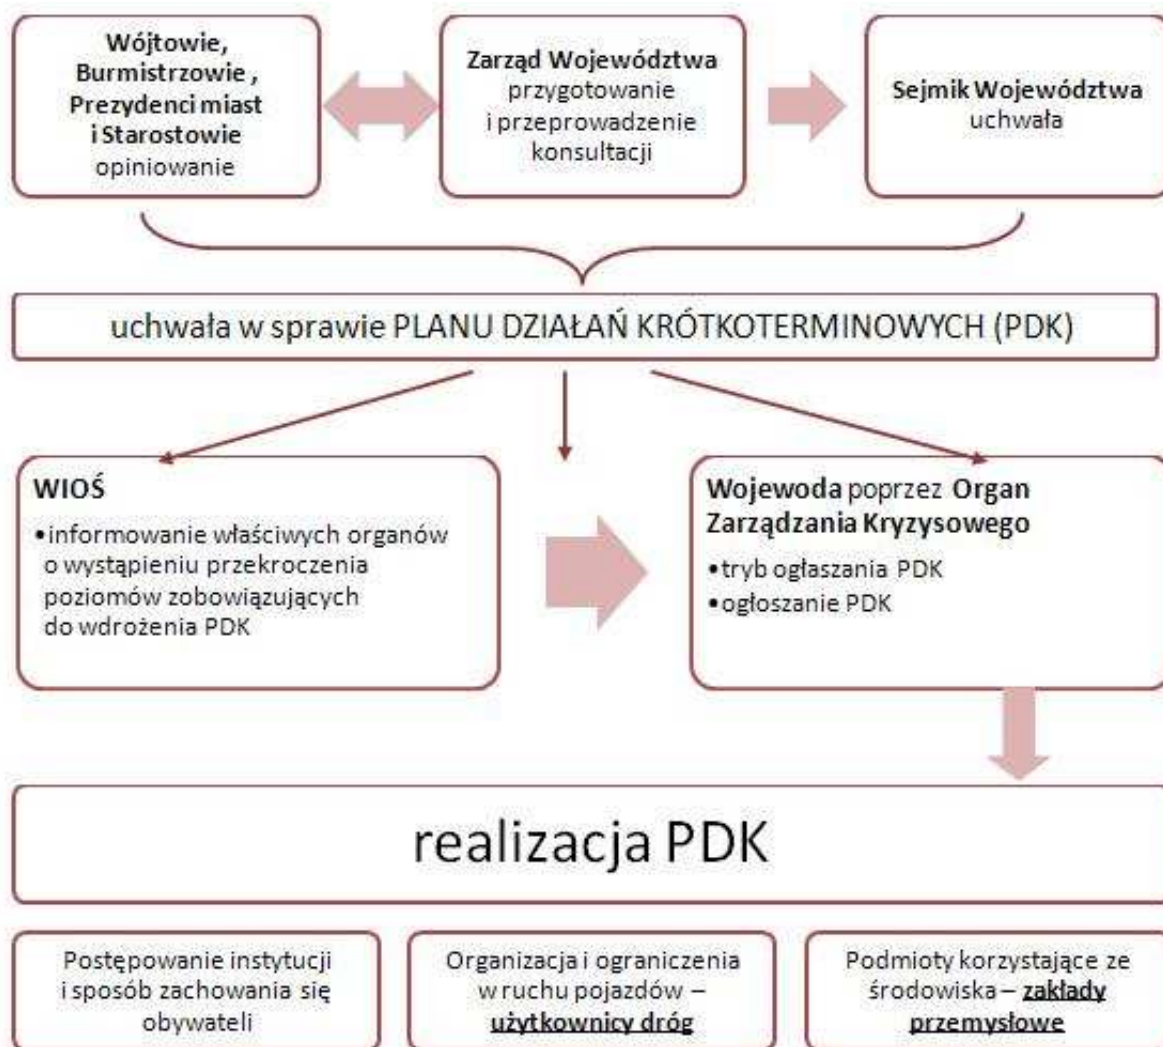 Wójtowie,
Burmistrzowie ,
Prezydenci miast
i Starostowie
opiniowanie
Zarząd Województwa
przygotowanie
i przeprowadzenie
konsultacji
Sejmik Województwa
uchwała
uchwała w sprawie PLANU DZIAŁAŃ KRÓTKOTERMINOWYCH (PDK)
WIOŚ
•informowanie właściwych organów
o wystąpieniu przekroczenia
poziomów zobowiązujących
do wdrożenia PDK
Wojewoda poprzez Organ
Zarządzania Kryzysowego
•tryb ogłaszania PDK
•ogłoszanie PDK
realizacja PDK
Postępowanie instytucji
i sposób zachowania się
obywateli
Organizacja i ograniczenia
w ruchu pojazdów –
użytkownicy dróg
Podmioty korzystające ze
środowiska – zakłady
przemysłowe